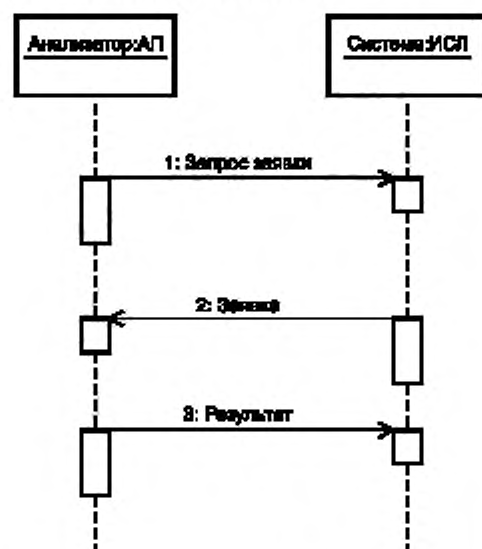 Анализатор:АП
Система:ИСЛ
1: Запрос заявки
2: Заявка
3: Результат